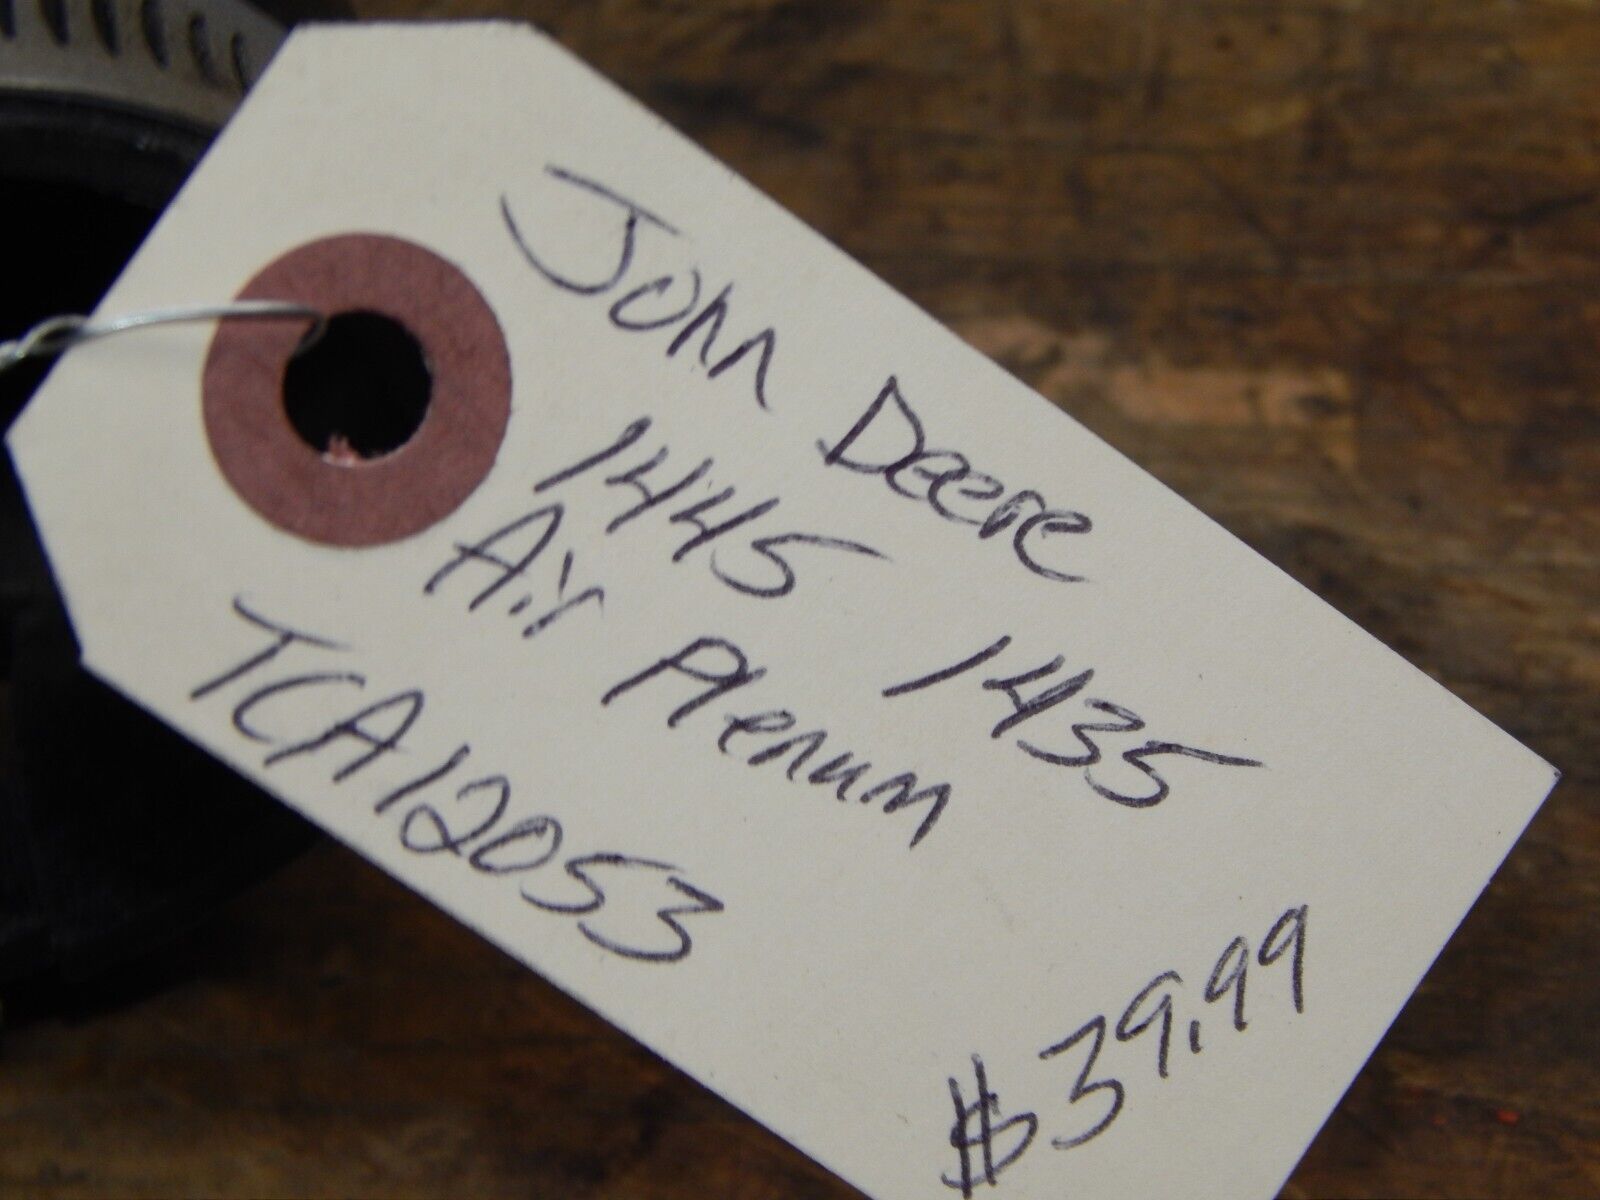 John Deere
1445 1435
Air Plenum
TCA12053
$39.99